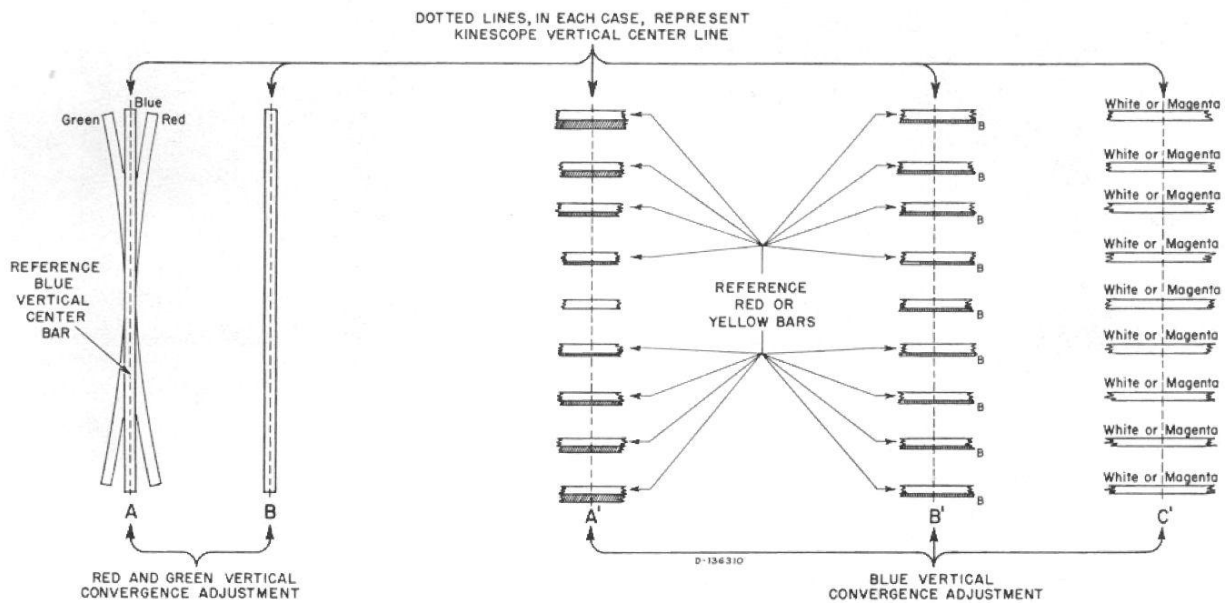 DOTTED LINES, IN EACH CASE, REPRESENT
KINESCOPE VERTICAL CENTER LINE
Blue
Green
Red
REFERENCE
BLUE
VERTICAL
CENTER
BAR
A
B
RED AND GREEN VERTICAL
CONVERGENCE ADJUSTMENT
REFERENCE
RED OR
YELLOW BARS
B
B
B
B
B
B
B
B
B
White or Magenta
White or Magenta
White or Magenta
White or Magenta
White or Magenta
White or Magenta
White or Magenta
White or Magenta
White or Magenta
A'
B'
C'
D-136310
BLUE VERTICAL
CONVERGENCE ADJUSTMENT